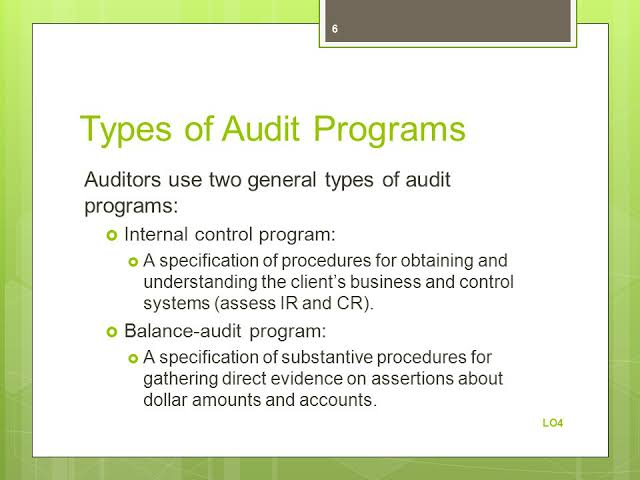 6
Types of Audit Programs
Auditors use two general types of audit
programs:
Internal control program:
A specification of procedures for obtaining and
understanding the client’s business and control
systems (assess IR and CR).
Balance-audit program:
A specification of substantive procedures for
gathering direct evidence on assertions about
dollar amounts and accounts.
LO4